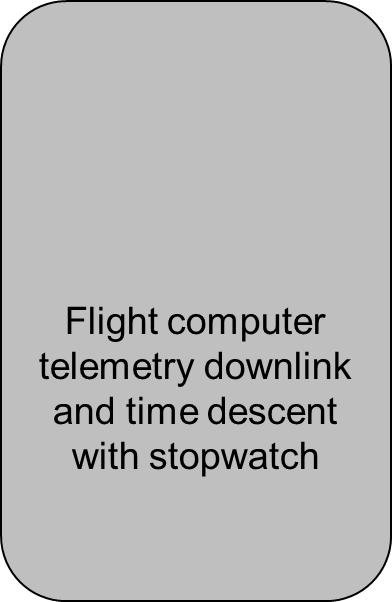 Flight computer
telemetry downlink
and time descent
with stopwatch